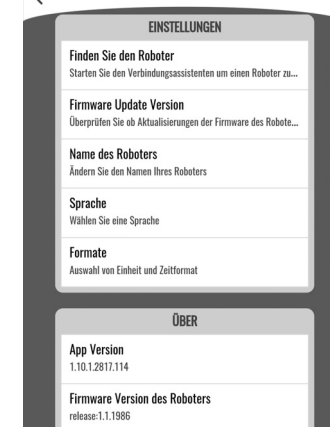 EINSTELLUNGEN
Finden Sie den Roboter
Starten Sie den Verbindungsassistenten um einen Roboter zu...
Firmware Update Version
Überprüfen Sie ob Aktualisierungen der Firmware des Robote...
Name des Roboters
Ändern Sie den Namen Ihres Roboters
Sprache
Wählen Sie eine Sprache
Formate
Auswahl von Einheit und Zeitformat
ÜBER
App Version
1.10.1.2817.114
Firmware Version des Roboters
release:1.1.1986